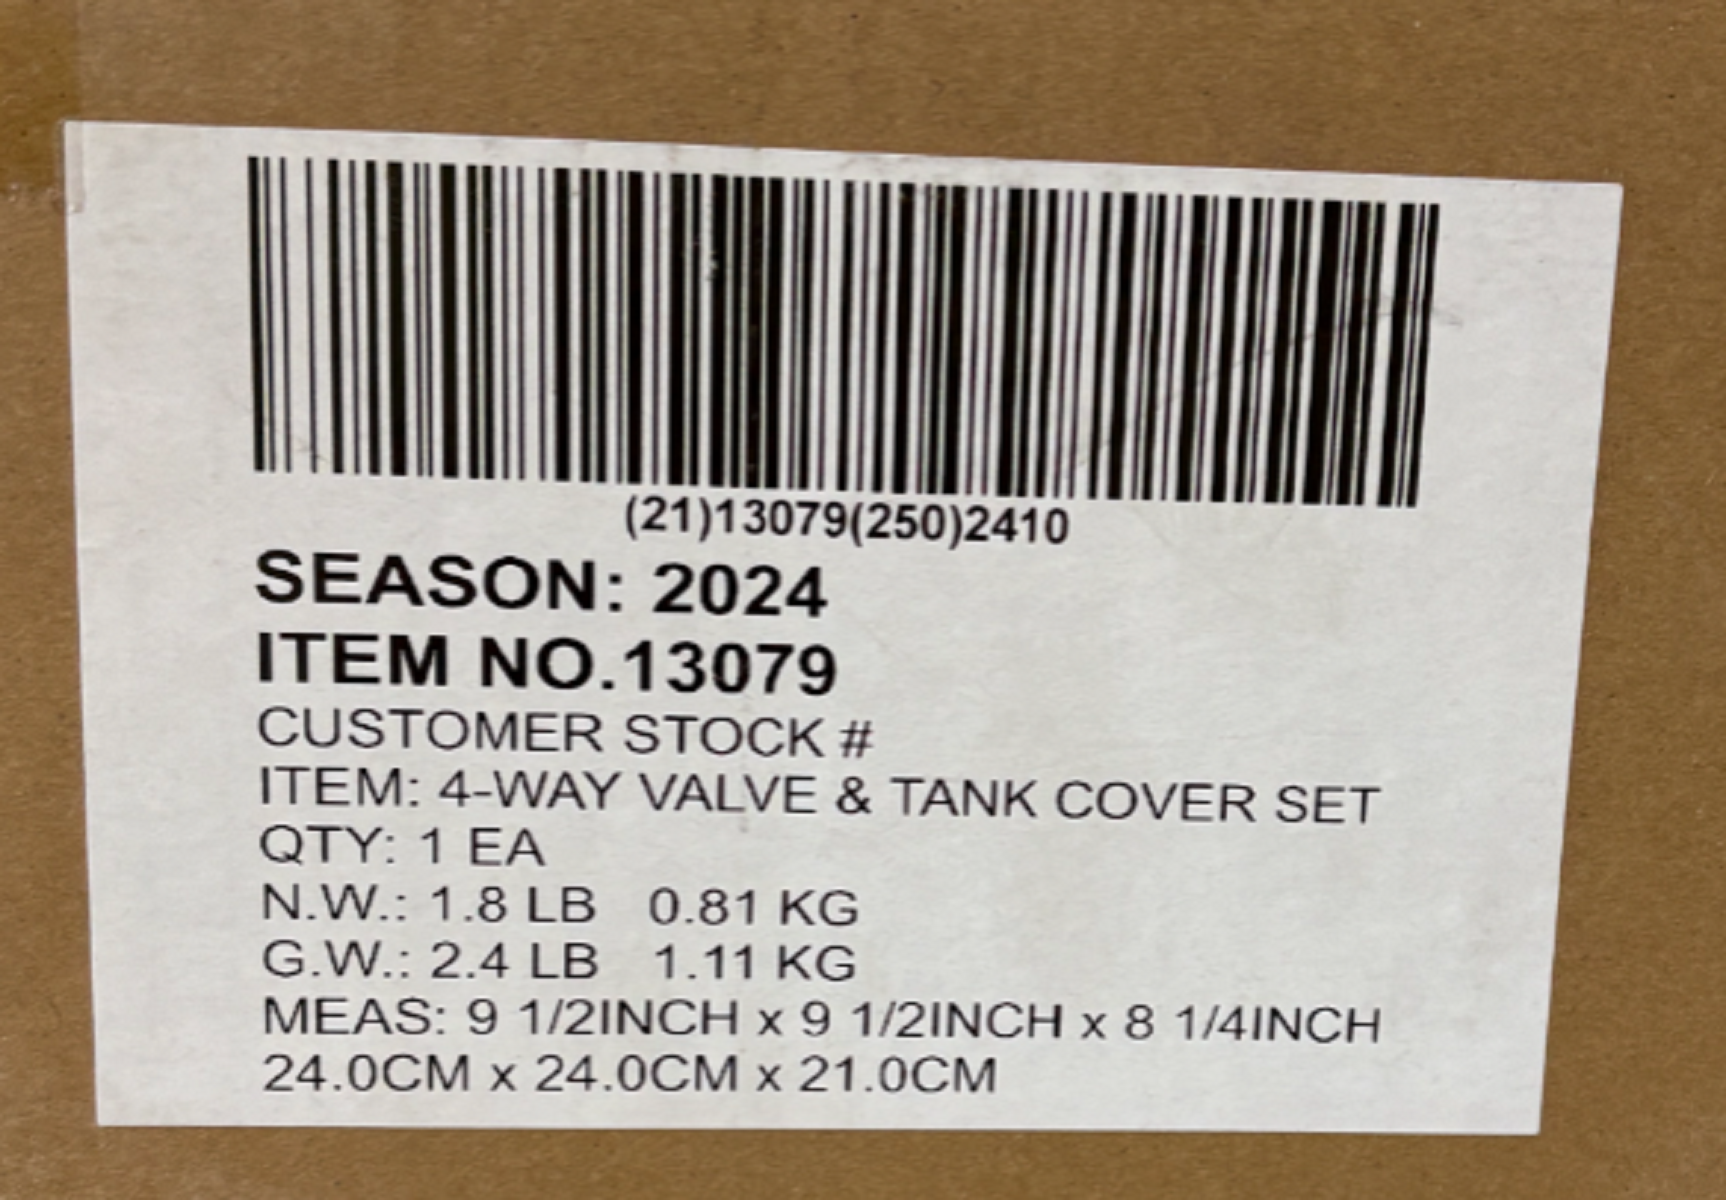 (21)13079(250)2410
SEASON: 2024
ITEM NO.13079
CUSTOMER STOCK #
ITEM: 4-WAY VALVE & TANK COVER SET
QTY: 1 EA
N.W.: 1.8 LB 0.81 KG
G.W.: 2.4 LB 1.11 KG
MEAS: 9 1/2INCH x 9 1/2INCH x 8 1/4INCH
24.0CM x 24.0CM x 21.0CM